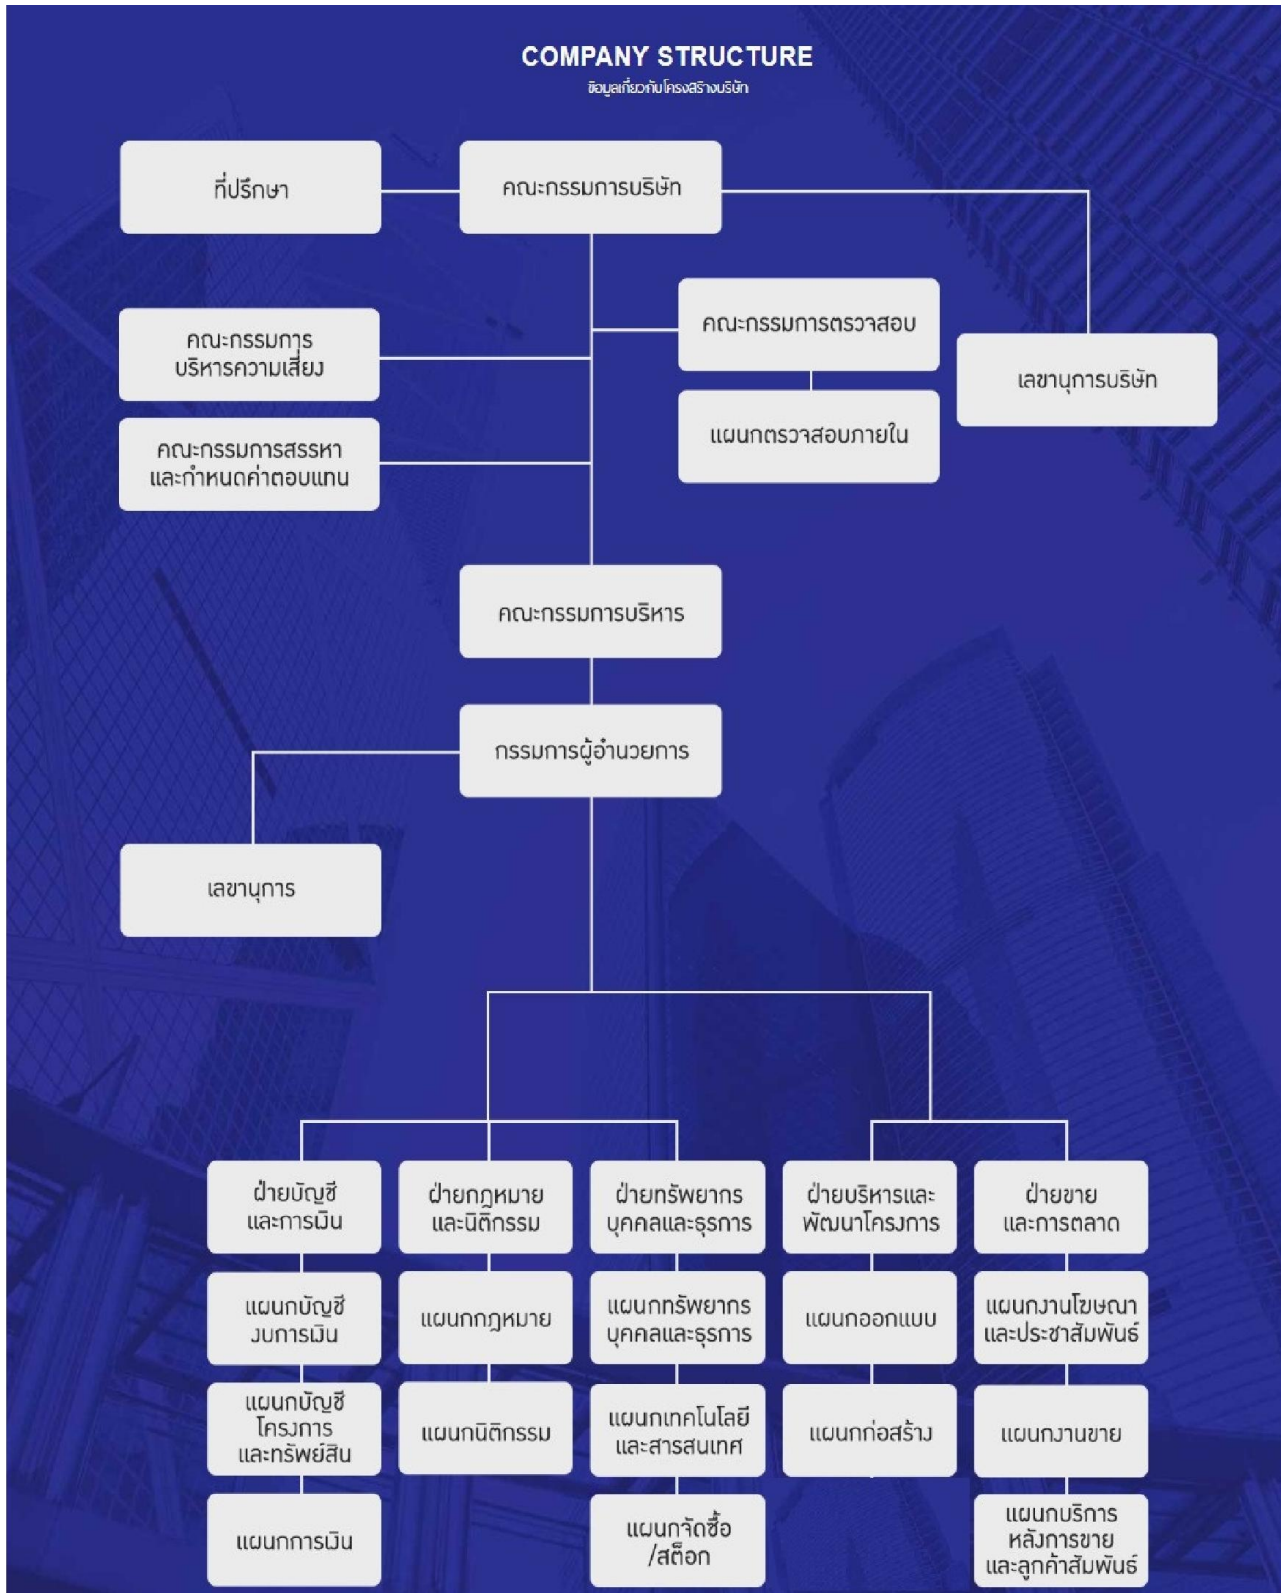 COMPANY STRUCTURE
ข้อมูลเกี่ยวกับโครงสร้างบริษัท
ที่ปรึกษา
คณะกรรมการบริษัท
คณะกรรมการ
บริหารความเสี่ยง
คณะกรรมการตรวจสอบ
เลขานุการบริษัท
คณะกรรมการสรรหา
และกำหนดค่าตอบแทน
แผนกตรวจสอบภายใน
คณะกรรมการบริหาร
กรรมการผู้อำนวยการ
เลขานุการ
ฝ่ายบัญชี
และการเงิน
ฝ่ายกฎหมาย
และนิติกรรม
ฝ่ายทรัพยากร
บุคคลและธุรการ
ฝ่ายบริหารและ
พัฒนาโครงการ
ฝ่ายขาย
และการตลาด
แผนกบัญชี
งบการเงิน
แผนกกฎหมาย
แผนกทรัพยากร
บุคคลและธุรการ
แผนกออกแบบ
แผนกงานโฆษณา
และประชาสัมพันธ์
แผนกบัญชี
โครงการ
และทรัพย์สิน
แผนกนิติกรรม
แผนกเทคโนโลยี
และสารสนเทศ
แผนกก่อสร้าง
แผนกงานขาย
แผนกการเงิน
แผนกจัดซื้อ
/สต็อก
แผนกบริการ
หลังการขาย
และลูกค้าสัมพันธ์